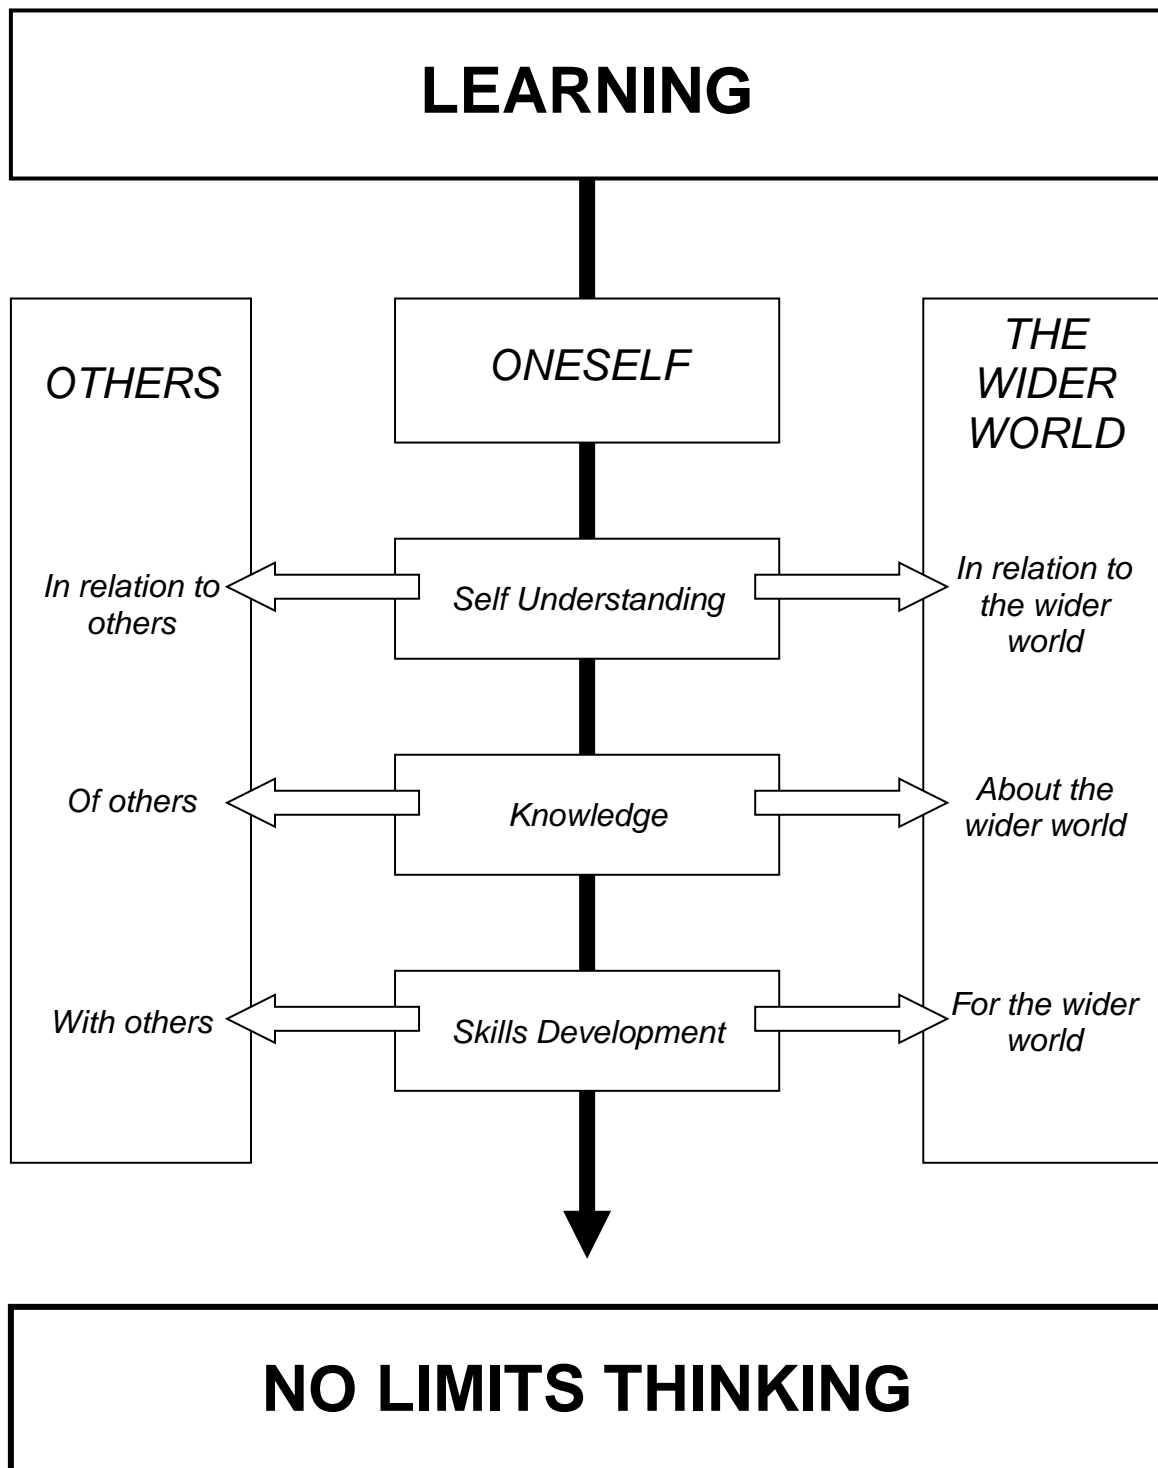 LEARNING
OTHERS
ONESELF
THE
WIDER
WORLD
In relation to
others
Self Understanding
In relation to
the wider
world
Of others
Knowledge
About the
wider world
With others
Skills Development
For the wider
world
NO LIMITS THINKING